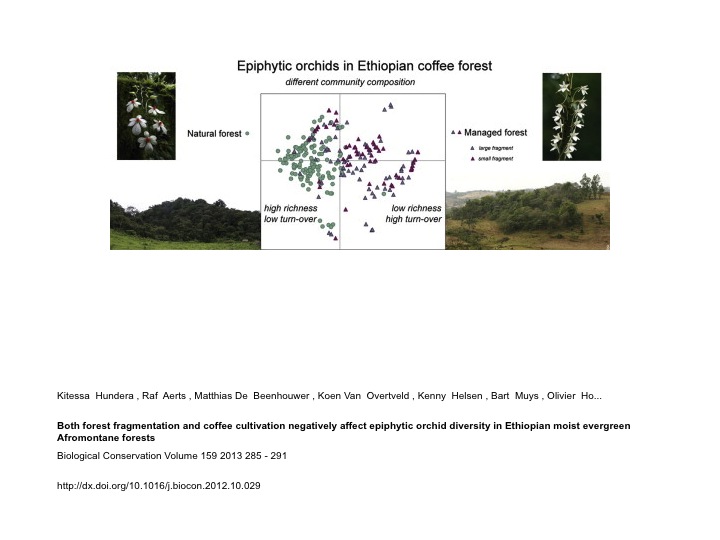 Epiphytic orchids in Ethiopian coffee forest
different community composition
Natural forest
Managed forest
large fragment
small fragment
high richness
low turn-over
low richness
high turn-over
Kitessa Hundera , Raf Aerts , Matthias De Beenhouwer , Koen Van Overtveld , Kenny Helsen , Bart Muys , Olivier Ho...
Both forest fragmentation and coffee cultivation negatively affect epiphytic orchid diversity in Ethiopian moist evergreen
Afromontane forests
Biological Conservation Volume 159 2013 285 - 291
http://dx.doi.org/10.1016/j.biocon.2012.10.029